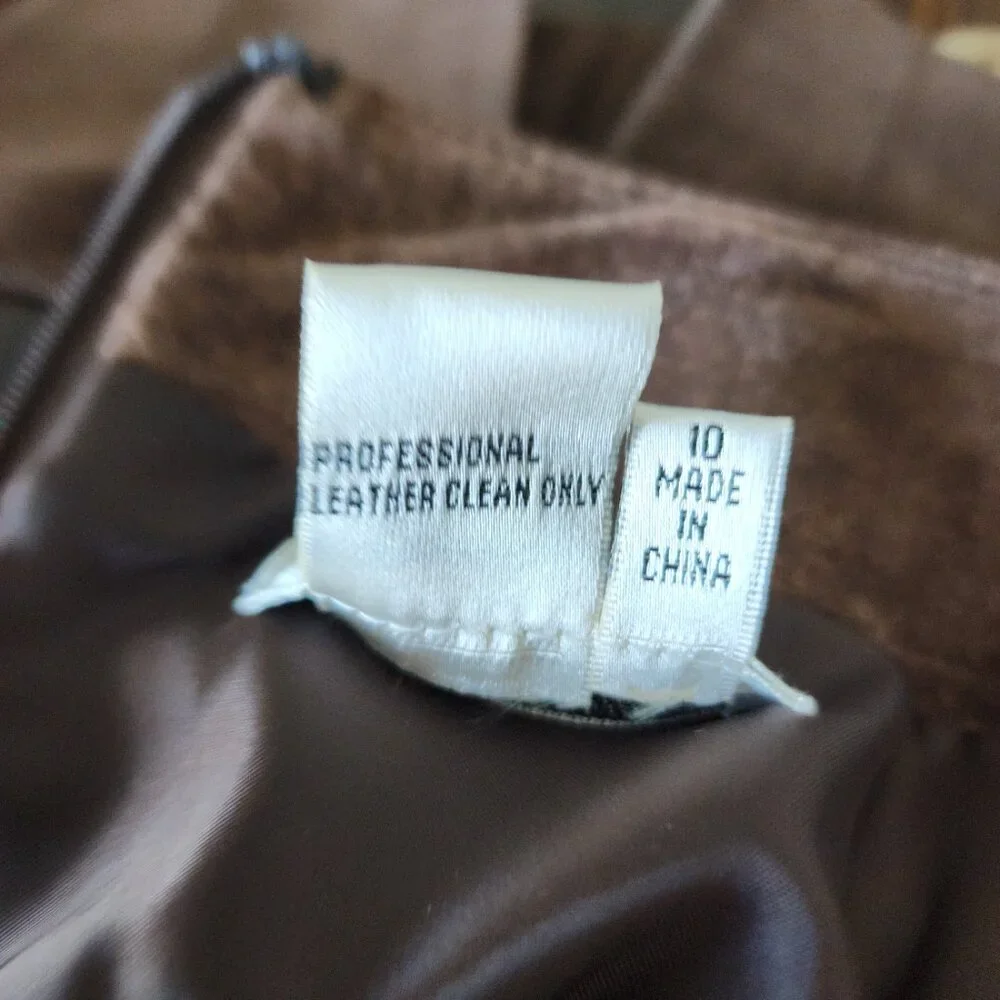 PROFESSIONAL
LEATHER CLEAN ONLY
10
MADE
IN
CHINA